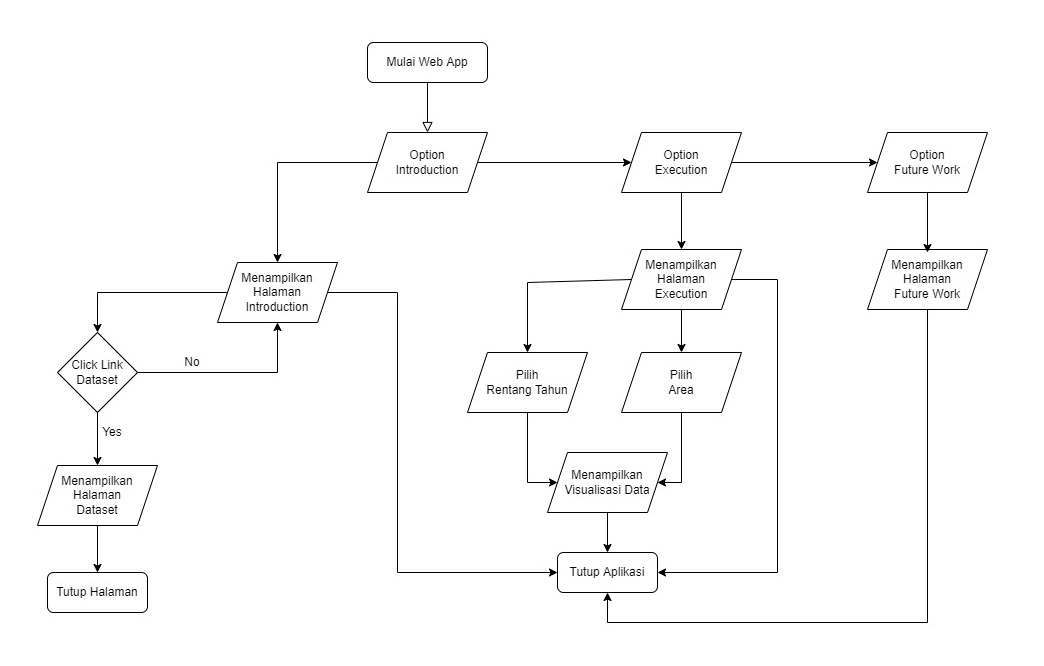 Mulai Web App
Option
Introduction
Option
Execution
Option
Future Work
Menampilkan
Halaman
Introduction
Menampilkan
Halaman
Execution
Menampilkan
Halaman
Future Work
Click Link
Dataset
No
Yes
Pilih
Rentang Tahun
Pilih
Area
Menampilkan
Halaman
Dataset
Menampilkan
Visualisasi Data
Tutup Halaman
Tutup Aplikasi